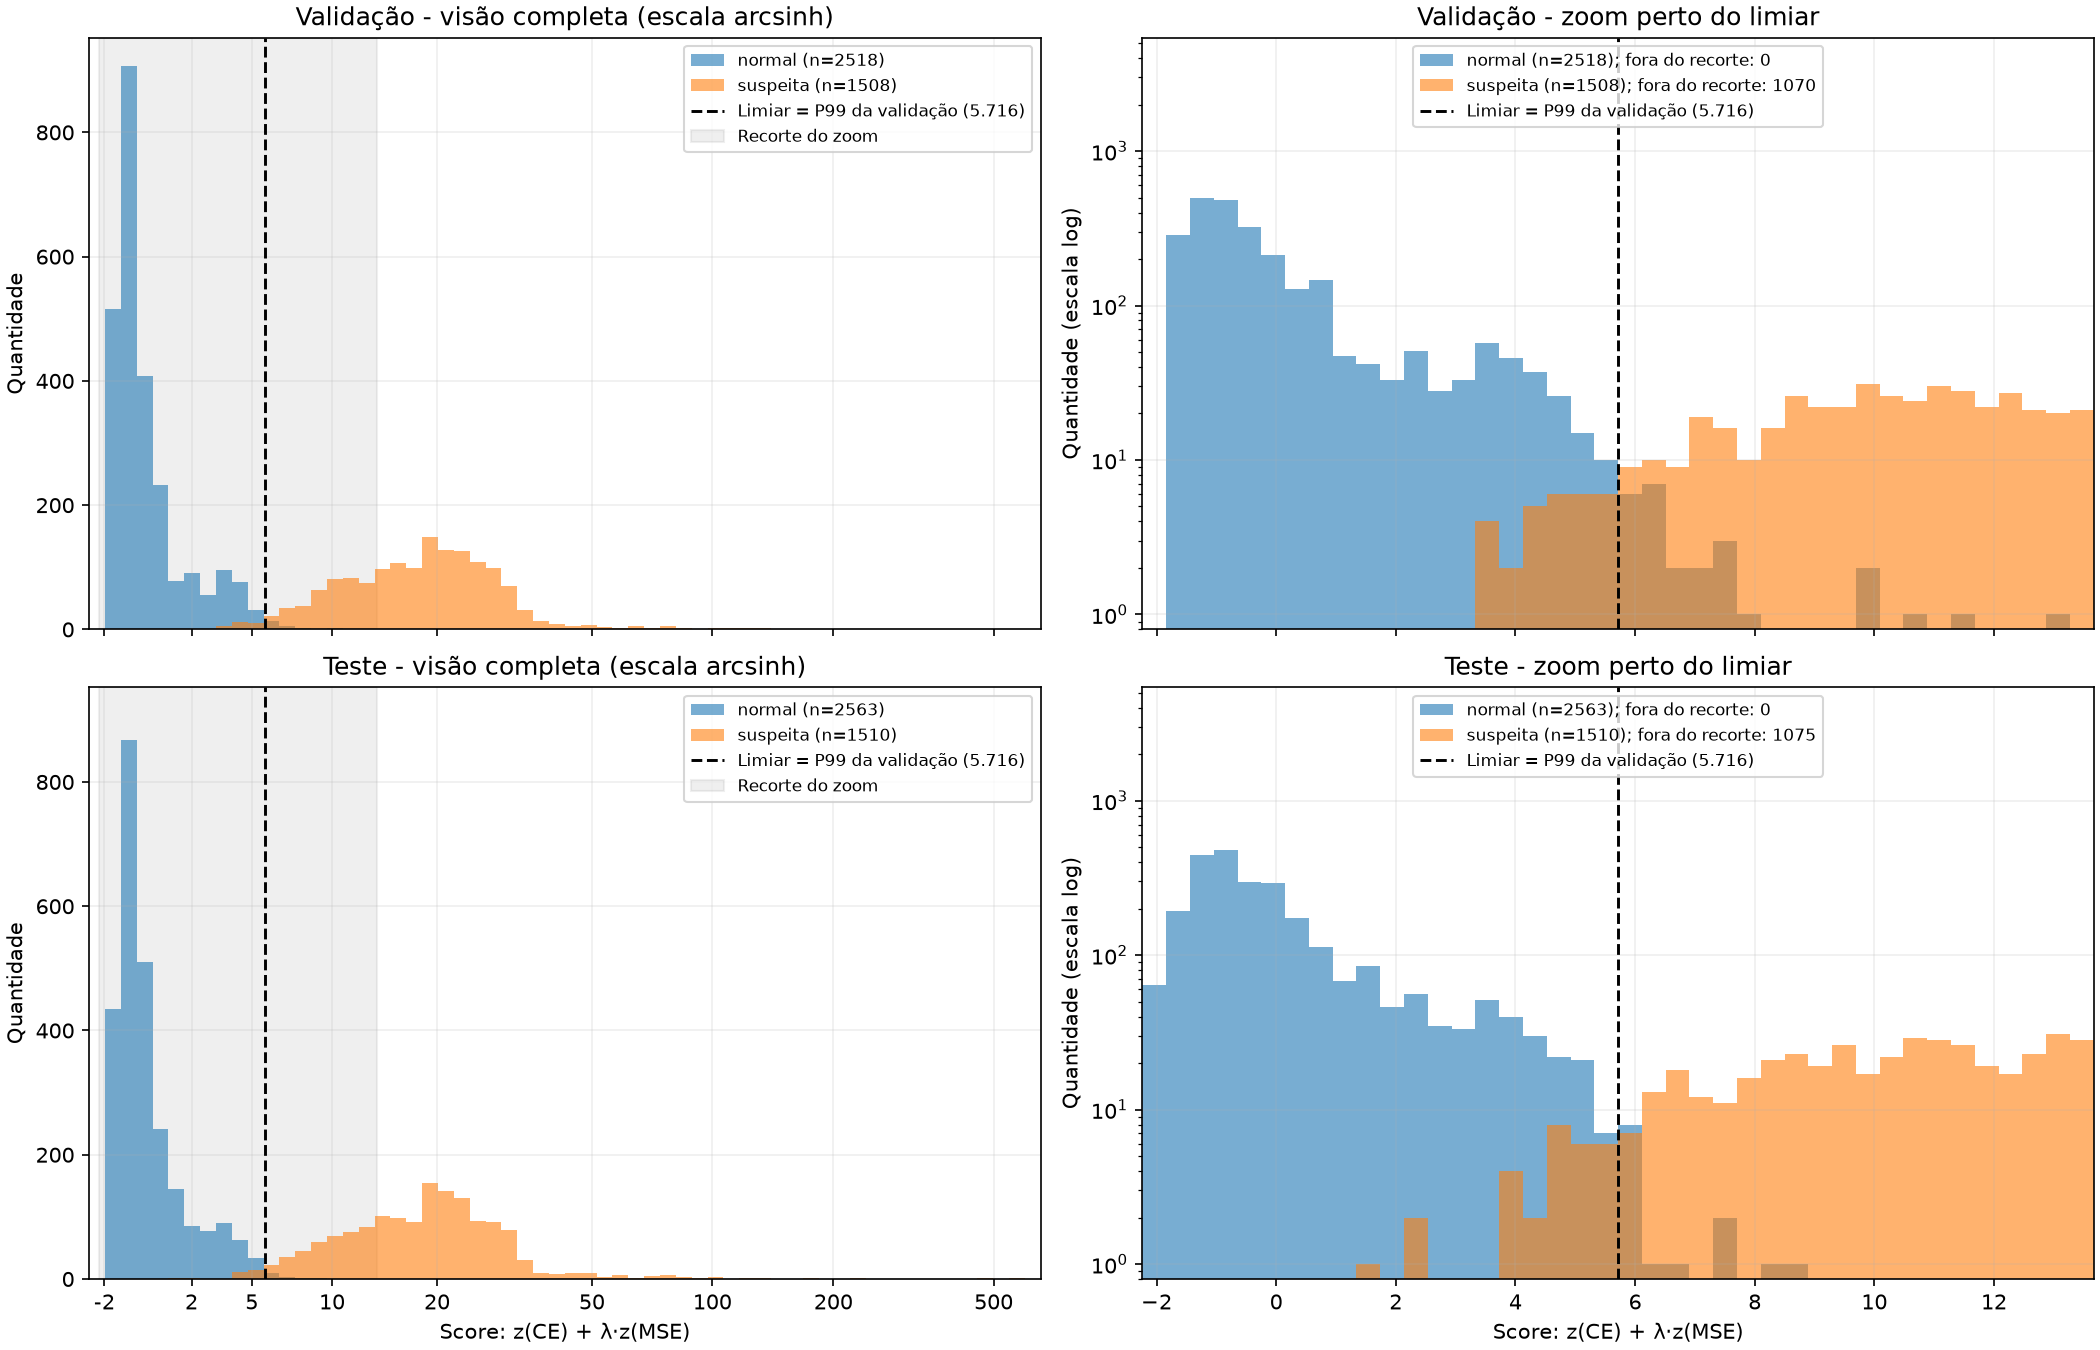 Validação - visão completa (escala arcsinh)
Quantidade
800
600
400
200
0
normal (n=2518)
suspeita (n=1508)
Limiar = P99 da validação (5.716)
Recorte do zoom
Validação - zoom perto do limiar
Quantidade (escala log)
10³
10²
10¹
10⁰
normal (n=2518); fora do recorte: 0
suspeita (n=1508); fora do recorte: 1070
Limiar = P99 da validação (5.716)
Teste - visão completa (escala arcsinh)
Quantidade
800
600
400
200
0
normal (n=2563)
suspeita (n=1510)
Limiar = P99 da validação (5.716)
Recorte do zoom
-2 2 5 10 20 50 100 200 500
Score: z(CE) + λ·z(MSE)
Teste - zoom perto do limiar
Quantidade (escala log)
10³
10²
10¹
10⁰
normal (n=2563); fora do recorte: 0
suspeita (n=1510); fora do recorte: 1075
Limiar = P99 da validação (5.716)
−2 0 2 4 6 8 10 12
Score: z(CE) + λ·z(MSE)